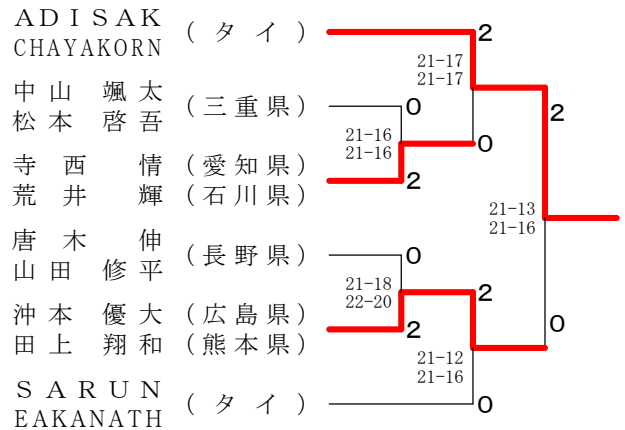 ADISAK
CHAYAKORN
(タイ)
2
21-17
21-17
中山 颯太
松本 啓吾
(三重県)
0
21-16
21-16
0
2
寺西 情
荒井 輝
(愛知県)
(石川県)
2
21-13
21-16
唐木 伸
山田 修平
(長野県)
0
21-18
22-20
2
0
沖本 優大
田上 翔和
(広島県)
(熊本県)
2
21-12
21-16
SARUN
EAKANATH
(タイ)
0